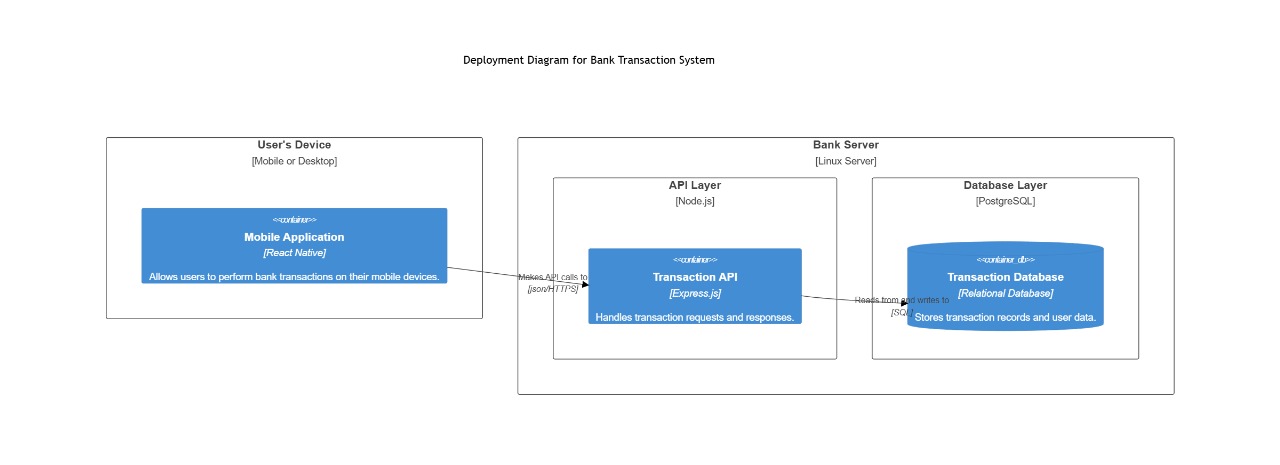 Deployment Diagram for Bank Transaction System
User's Device
[Mobile or Desktop]
<<container>>
Mobile Application
[React Native]
Allows users to perform bank transactions on their mobile devices.
Makes API calls to
[json/HTTPS]
Bank Server
[Linux Server]
API Layer
[Node.js]
<<container>>
Transaction API
[Express.js]
Handles transaction requests and responses.
Reads from and writes to
[SQL]
Database Layer
[PostgreSQL]
<<container_db>>
Transaction Database
[Relational Database]
Stores transaction records and user data.